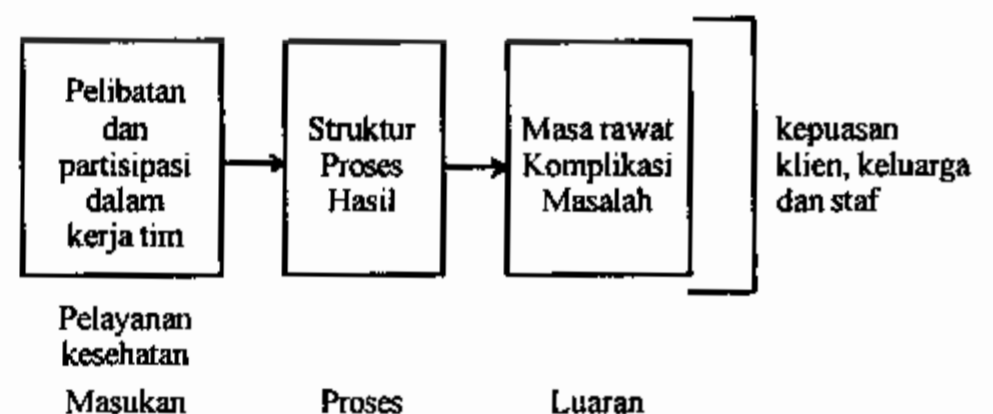 Pelibatan
dan
partisipasi
dalam
kerja tim
Struktur
Proses
Hasil
Masa rawat
Komplikasi
Masalah
kepuasan
klien, keluarga
dan staf
Pelayanan
kesehatan
Masukan
Proses
Luaran